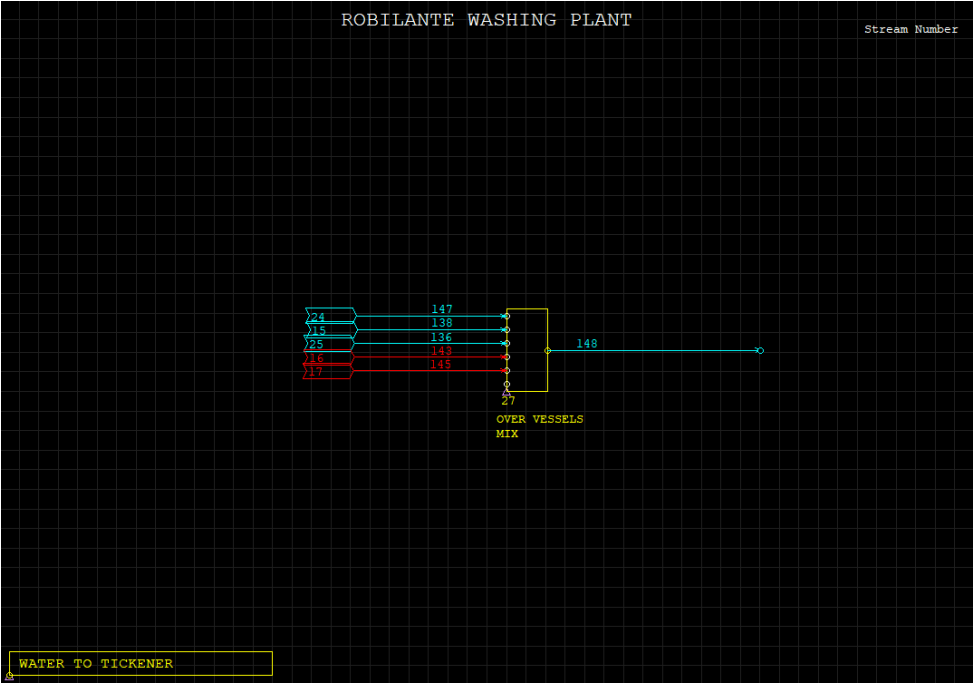 ROBILANTE WASHING PLANT
Stream Number
147
24
138
15
136
25
148
143
16
145
17
27
OVER VESSELS
MIX
WATER TO TICKENER